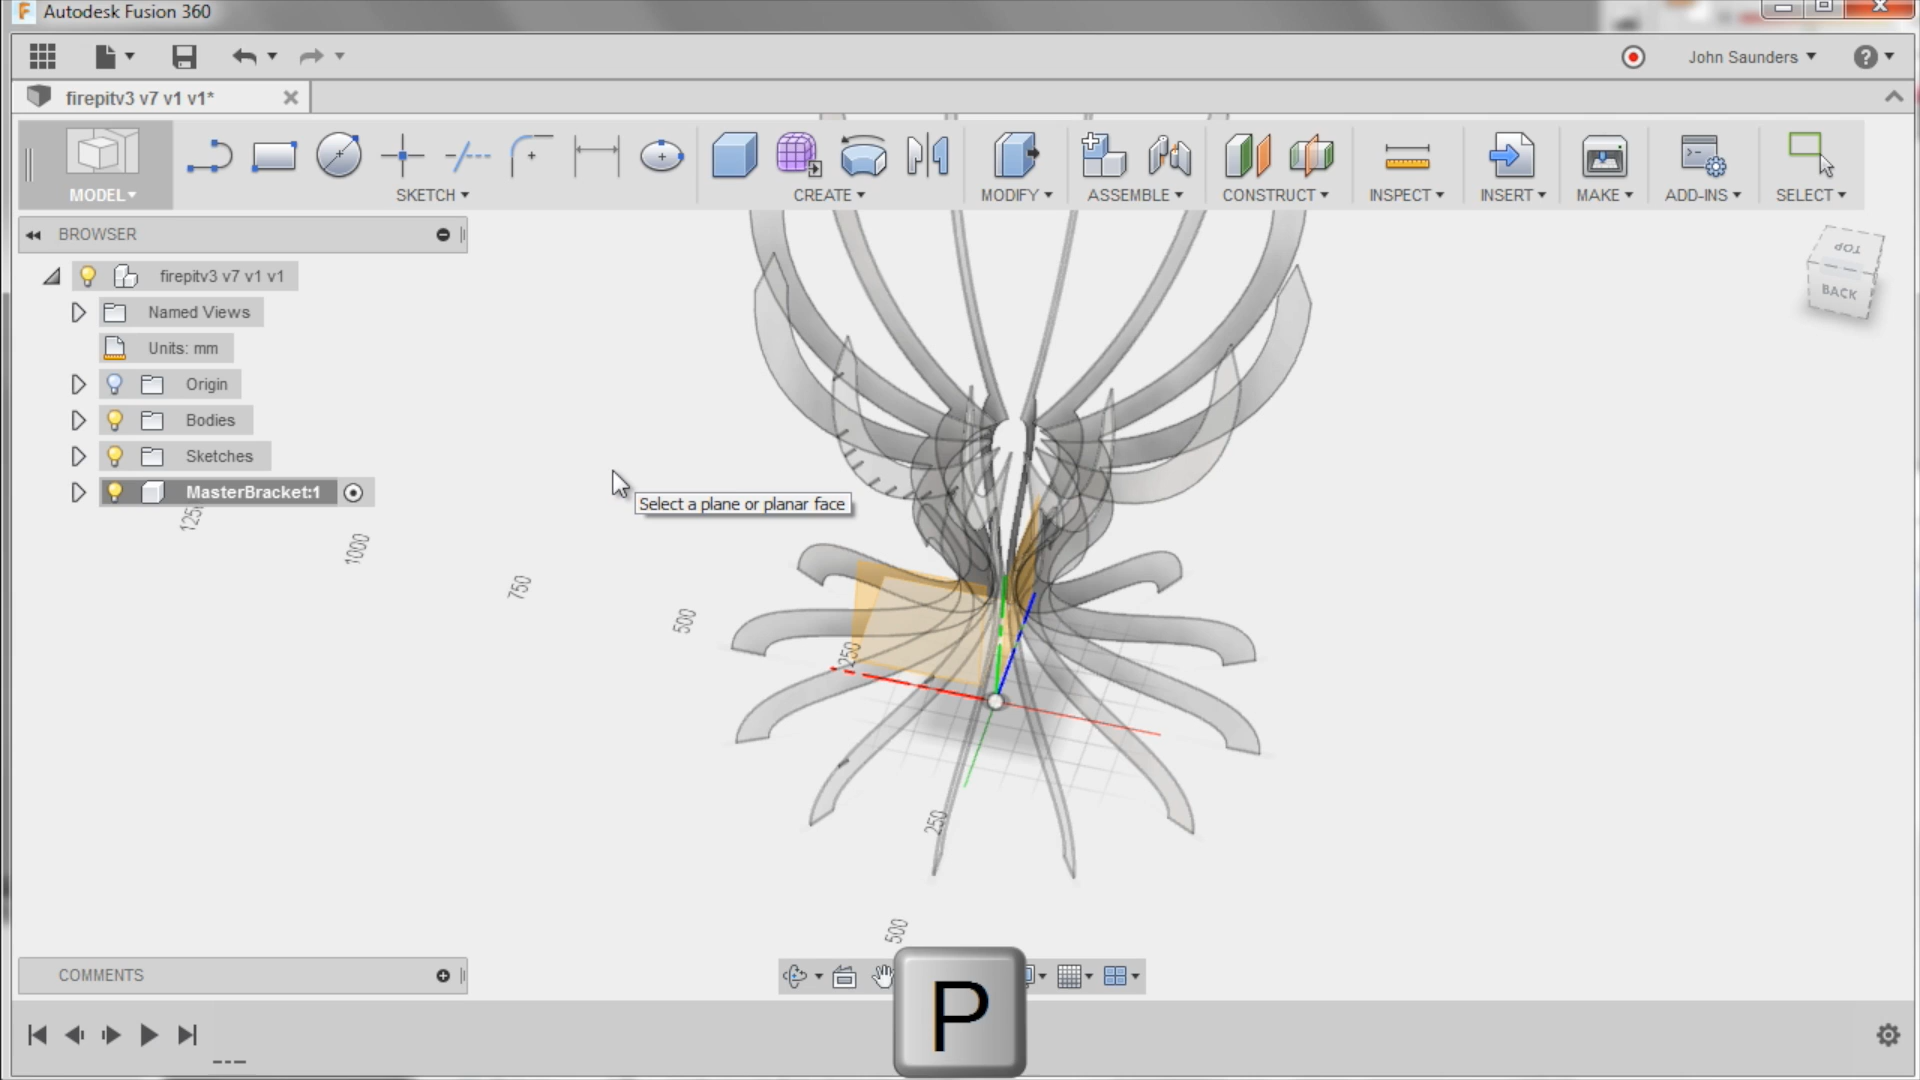 Autodesk Fusion 360
John Saunders
firepitv3 v7 v1 v1*
MODEL
SKETCH
CREATE
MODIFY
ASSEMBLE
CONSTRUCT
INSPECT
INSERT
MAKE
ADD-INS
SELECT
BROWSER
TOP
BACK
firepitv3 v7 v1 v1
Named Views
Units: mm
Origin
Bodies
Sketches
MasterBracket:1
Select a plane or planar face
1000
750
500
250
250
500
COMMENTS
P